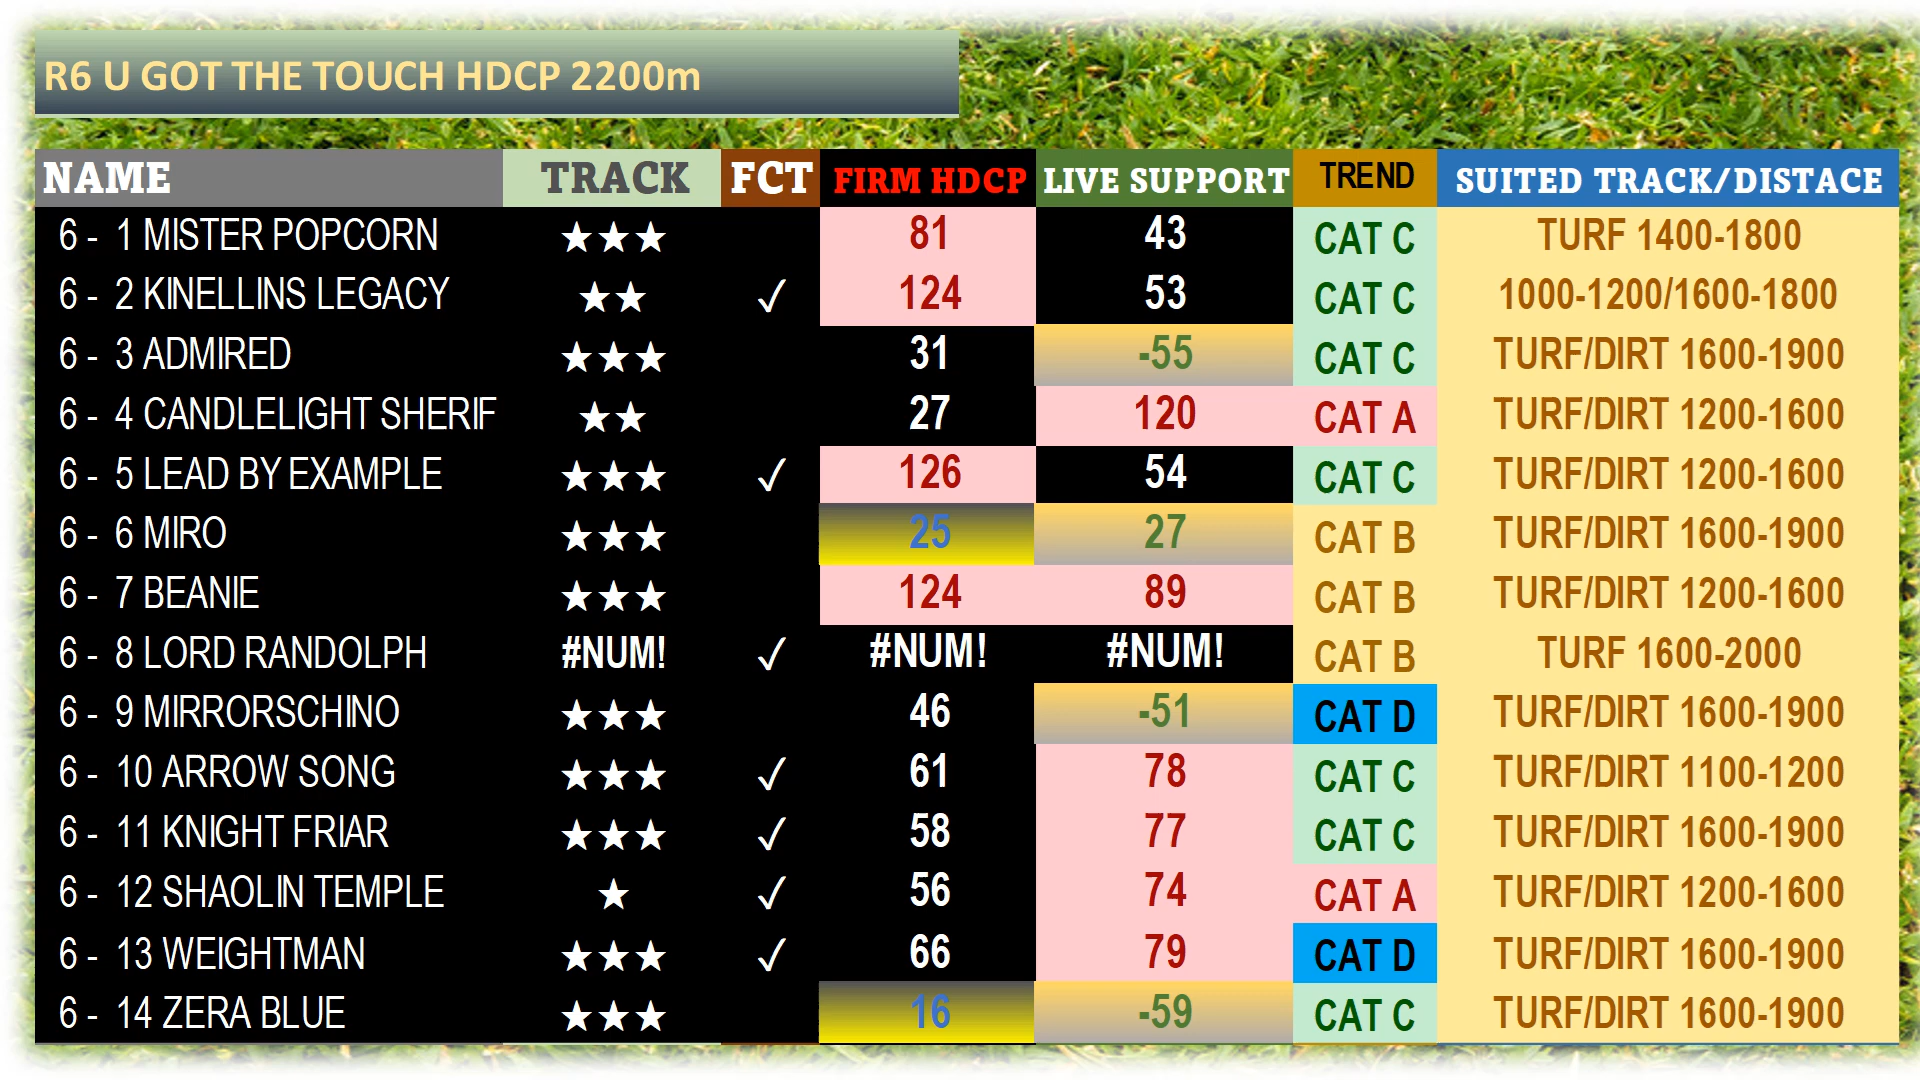 R6 U GOT THE TOUCH HDCP 2200m
NAME TRACK FCT FIRM HDCP LIVE SUPPORT TREND SUITED TRACK/DISTACE
6 - 1 MISTER POPCORN ★★★ 81 43 CAT C TURF 1400-1800
6 - 2 KINELLINS LEGACY ★★ ✓ 124 53 CAT C 1000-1200/1600-1800
6 - 3 ADMIRED ★★★ 31 -55 CAT C TURF/DIRT 1600-1900
6 - 4 CANDLELIGHT SHERIF ★★ 27 120 CAT A TURF/DIRT 1200-1600
6 - 5 LEAD BY EXAMPLE ★★★ ✓ 126 54 CAT C TURF/DIRT 1200-1600
6 - 6 MIRO ★★★ 25 27 CAT B TURF/DIRT 1600-1900
6 - 7 BEANIE ★★★ 124 89 CAT B TURF/DIRT 1200-1600
6 - 8 LORD RANDOLPH #NUM! ✓ #NUM! #NUM! CAT B TURF 1600-2000
6 - 9 MIRRORSCHINO ★★★ 46 -51 CAT D TURF/DIRT 1600-1900
6 - 10 ARROW SONG ★★★ ✓ 61 78 CAT C TURF/DIRT 1100-1200
6 - 11 KNIGHT FRIAR ★★★ ✓ 58 77 CAT C TURF/DIRT 1600-1900
6 - 12 SHAOLIN TEMPLE ★ ✓ 56 74 CAT A TURF/DIRT 1200-1600
6 - 13 WEIGHTMAN ★★★ ✓ 66 79 CAT D TURF/DIRT 1600-1900
6 - 14 ZERA BLUE ★★★ 16 -59 CAT C TURF/DIRT 1600-1900